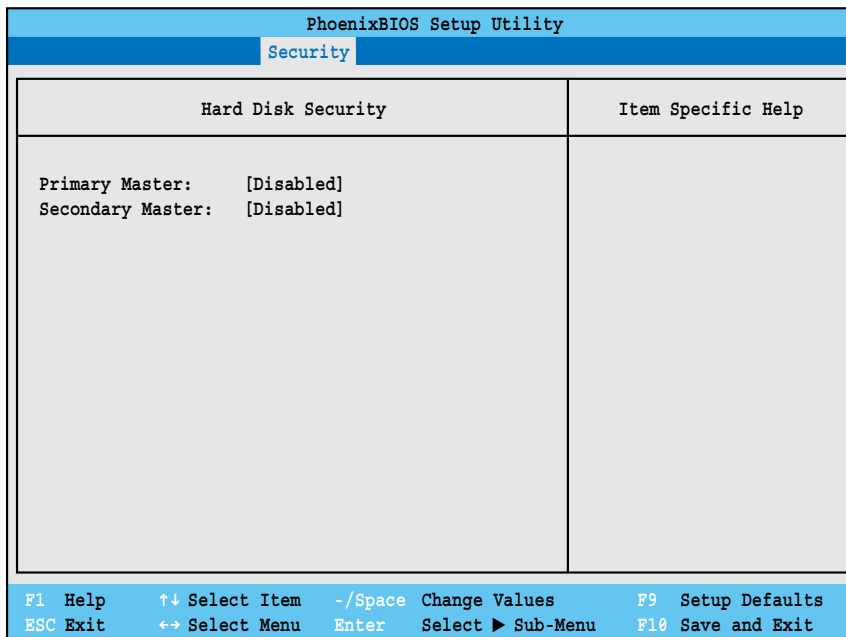 PhoenixBIOS Setup Utility
Security
Hard Disk Security
Item Specific Help
Primary Master: [Disabled]
Secondary Master: [Disabled]
F1 Help ↑↓ Select Item -/Space Change Values F9 Setup Defaults
ESC Exit ←→ Select Menu Enter Select ▶ Sub-Menu F10 Save and Exit